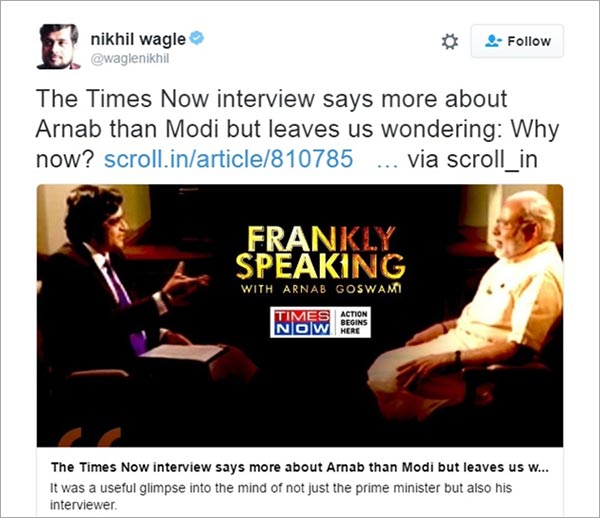 nikhil wagle
@waglenikhil
Follow
The Times Now interview says more about
Arnab than Modi but leaves us wondering: Why
now? scroll.in/article/810785 ... via scroll_in
FRANKLY
SPEAKING
WITH ARNAB GOSWAMI
TIMES
NOW
ACTION
BEGINS
HERE
The Times Now interview says more about Arnab than Modi but leaves us w...
It was a useful glimpse into the mind of not just the prime minister but also his
interviewer.